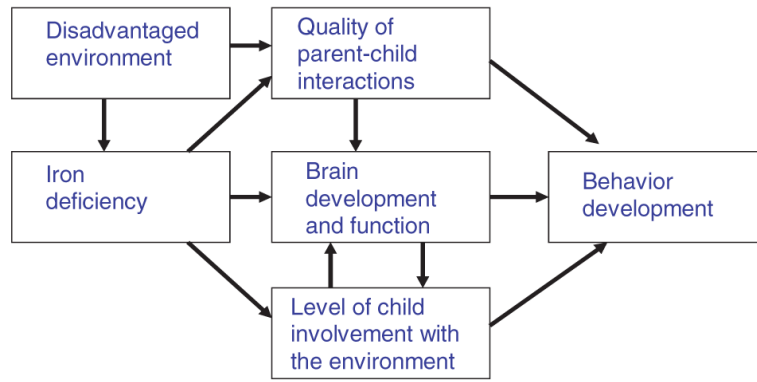 Disadvantaged
environment
Quality of
parent-child
interactions
Iron
deficiency
Brain
development
and function
Behavior
development
Level of child
involvement with
the environment